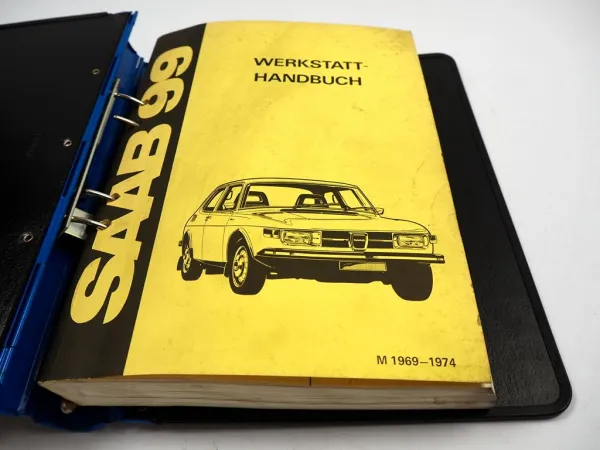 SAAB 99
WERKSTATT-
HANDBUCH
M 1969–1974